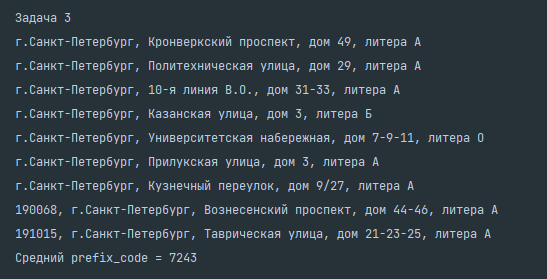 Задача 3
г.Санкт-Петербург, Кронверкский проспект, дом 49, литера А
г.Санкт-Петербург, Политехническая улица, дом 29, литера А
г.Санкт-Петербург, 10-я линия В.О., дом 31-33, литера А
г.Санкт-Петербург, Казанская улица, дом 3, литера Б
г.Санкт-Петербург, Университетская набережная, дом 7-9-11, литера О
г.Санкт-Петербург, Прилукская улица, дом 3, литера А
г.Санкт-Петербург, Кузнечный переулок, дом 9/27, литера А
190068, г.Санкт-Петербург, Вознесенский проспект, дом 44-46, литера А
191015, г.Санкт-Петербург, Таврическая улица, дом 21-23-25, литера А
Средний prefix_code = 7243